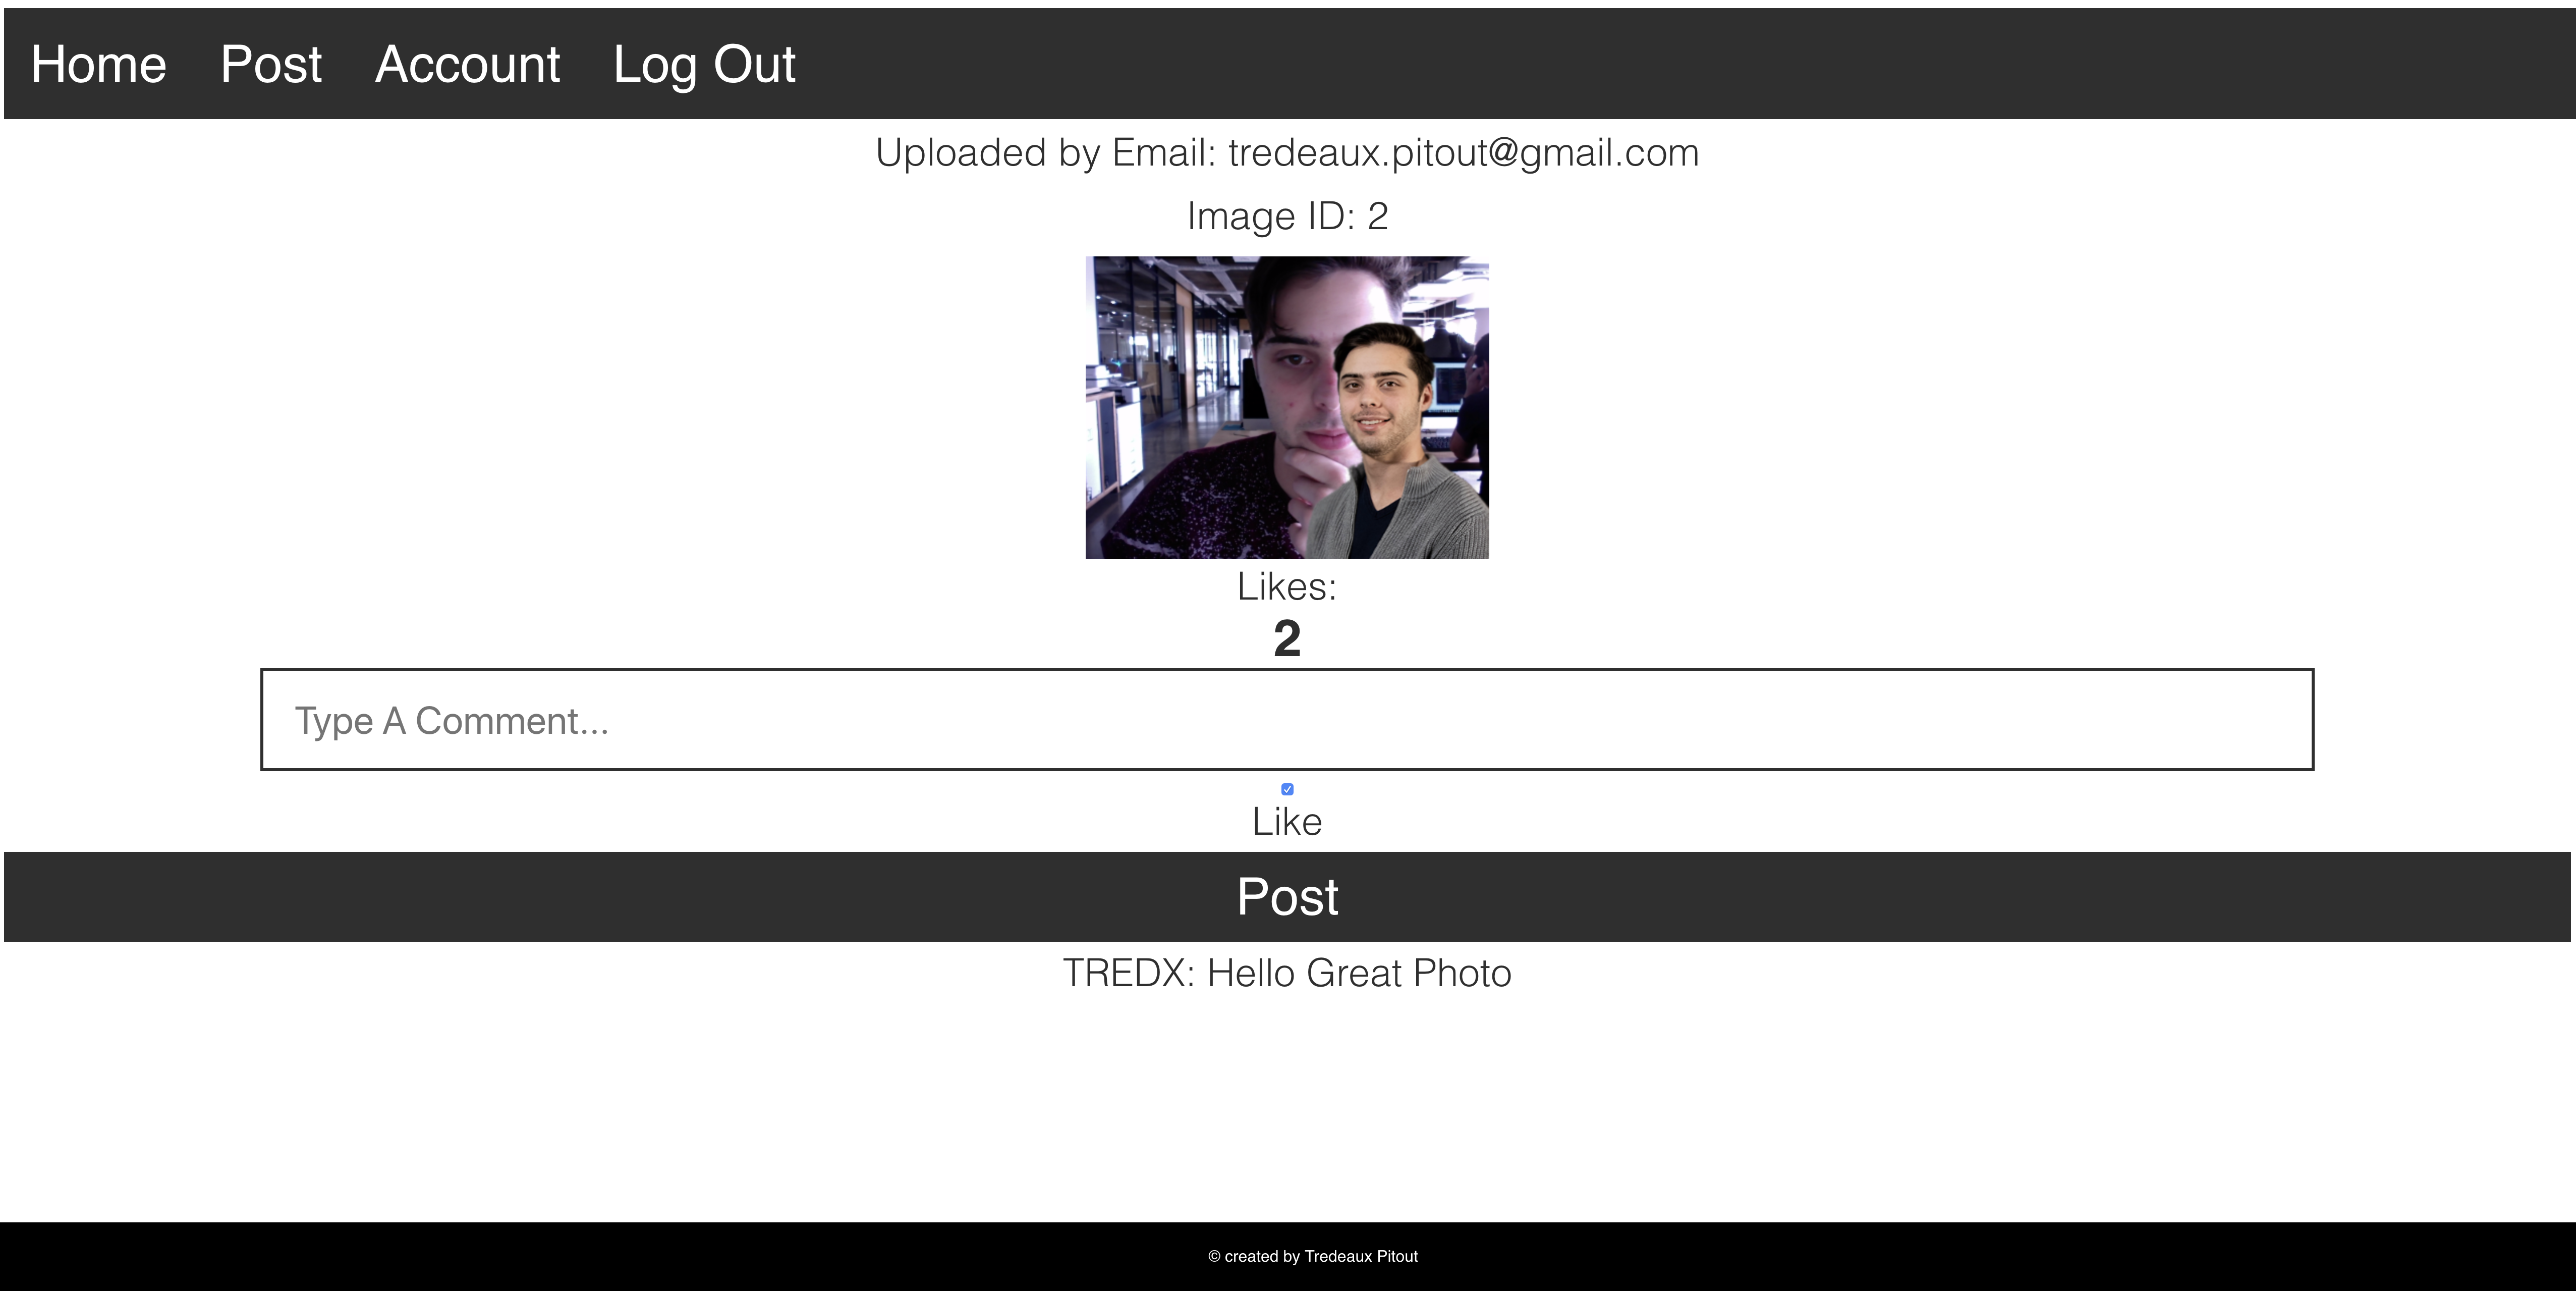 Home Post Account Log Out
Uploaded by Email: tredeaux.pitout@gmail.com
Image ID: 2
Likes:
2
Type A Comment...
Like
Post
TREDX: Hello Great Photo
© created by Tredeaux Pitout